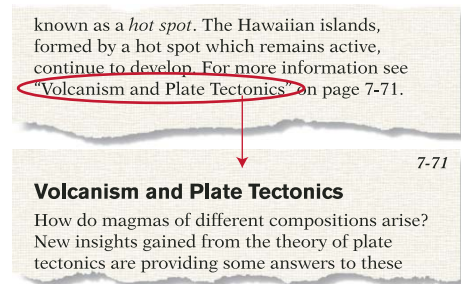 known as a hot spot. The Hawaiian islands,
formed by a hot spot which remains active,
continue to develop. For more information see
“Volcanism and Plate Tectonics” on page 7-71.
7-71
Volcanism and Plate Tectonics
How do magmas of different compositions arise?
New insights gained from the theory of plate
tectonics are providing some answers to these